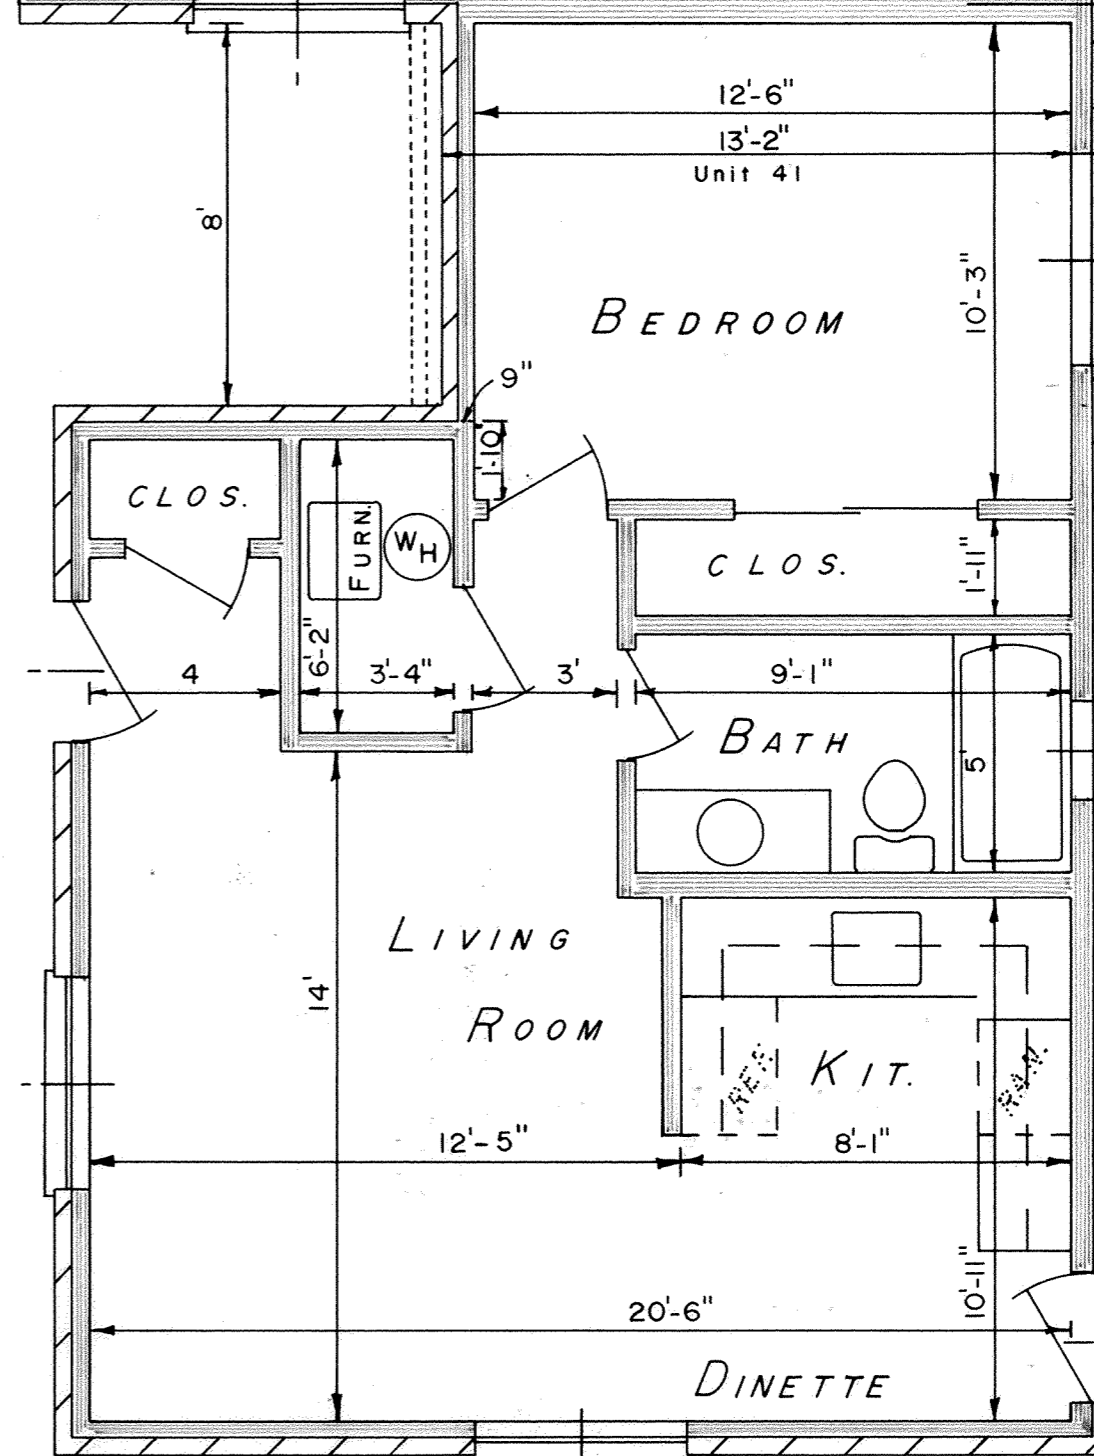 12'-6"
13'-2"
Unit 41
8'
10'-3"
BEDROOM
9"
1'-10
CLOS.
FURN.
WH
CLOS.
1'-11"
6'-2"
4
3'-4"
3'
9'-1"
BATH
5'
LIVING
ROOM
14'
REF.
KIT.
RAN.
12'-5"
8'-1"
10'-11"
20'-6"
DINETTE